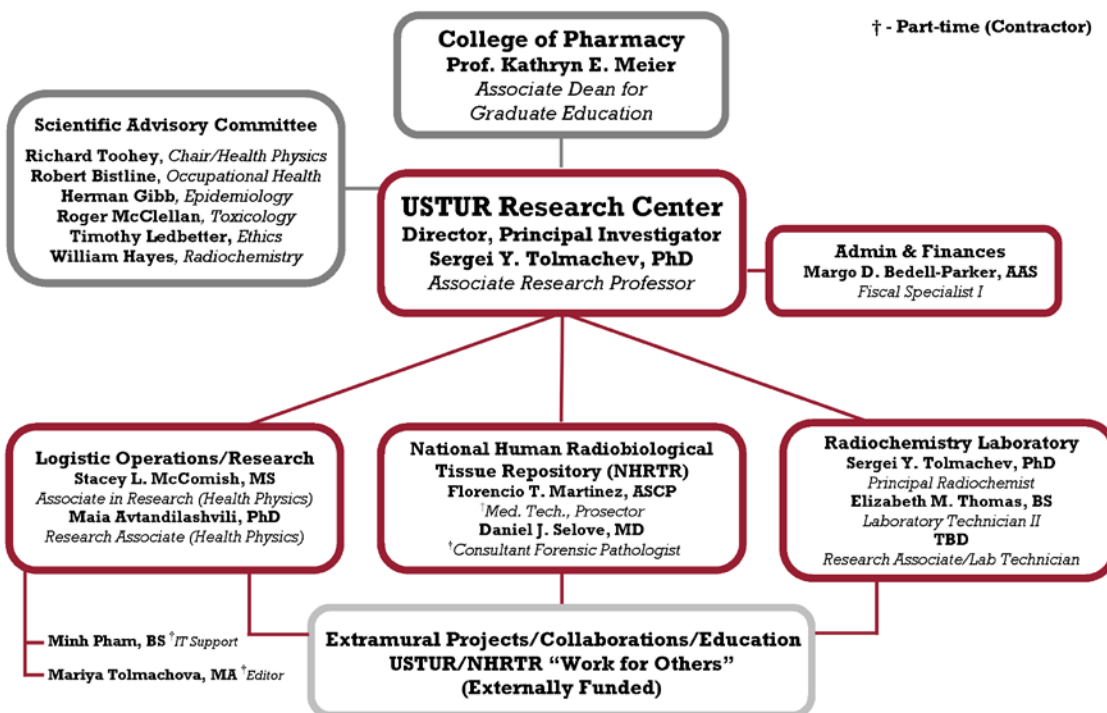 † - Part-time (Contractor)
College of Pharmacy
Prof. Kathryn E. Meier
Associate Dean for
Graduate Education
Scientific Advisory Committee
Richard Toohey, Chair/Health Physics
Robert Bistline, Occupational Health
Herman Gibb, Epidemiology
Roger McClellan, Toxicology
Timothy Ledbetter, Ethics
William Hayes, Radiochemistry
USTUR Research Center
Director, Principal Investigator
Sergei Y. Tolmachev, PhD
Associate Research Professor
Admin & Finances
Margo D. Bedell-Parker, AAS
Fiscal Specialist I
Logistic Operations/Research
Stacey L. McComish, MS
Associate in Research (Health Physics)
Maia Avtandilashvili, PhD
Research Associate (Health Physics)
National Human Radiobiological
Tissue Repository (NHRTR)
Florencio T. Martinez, ASCP
†Med. Tech., Prosector
Daniel J. Selove, MD
†Consultant Forensic Pathologist
Radiochemistry Laboratory
Sergei Y. Tolmachev, PhD
Principal Radiochemist
Elizabeth M. Thomas, BS
Laboratory Technician II
TBD
Research Associate/Lab Technician
Minh Pham, BS †IT Support
Mariya Tolmachova, MA †Editor
Extramural Projects/Collaborations/Education
USTUR/NHRTR “Work for Others”
(Externally Funded)